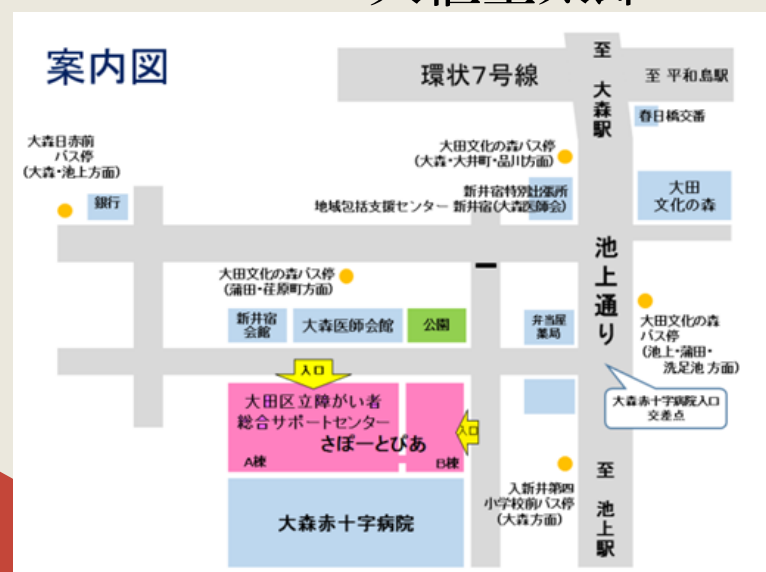 案内図
環状7号線
至 大森駅
至 平和島駅
春日橋交番
大森日赤前
バス停
(大森・池上方面)
銀行
大田文化の森バス停
(大森・大井町・品川方面)
新井宿特別出張所
地域包括支援センター 新井宿(大森医師会)
大田
文化の森
池上通り
大田文化の森バス停
(蒲田・荏原町方面)
新井宿
会館
大森医師会館
公園
弁当屋
薬局
大田文化の森
バス停
(池上・蒲田・
洗足池 方面)
入口
大田区立障がい者
総合サポートセンター
さぽーとぴあ
A棟
B棟
入口
大森赤十字病院入口
交差点
入新井第四
小学校前バス停
(大森方面)
至 池上駅
大森赤十字病院